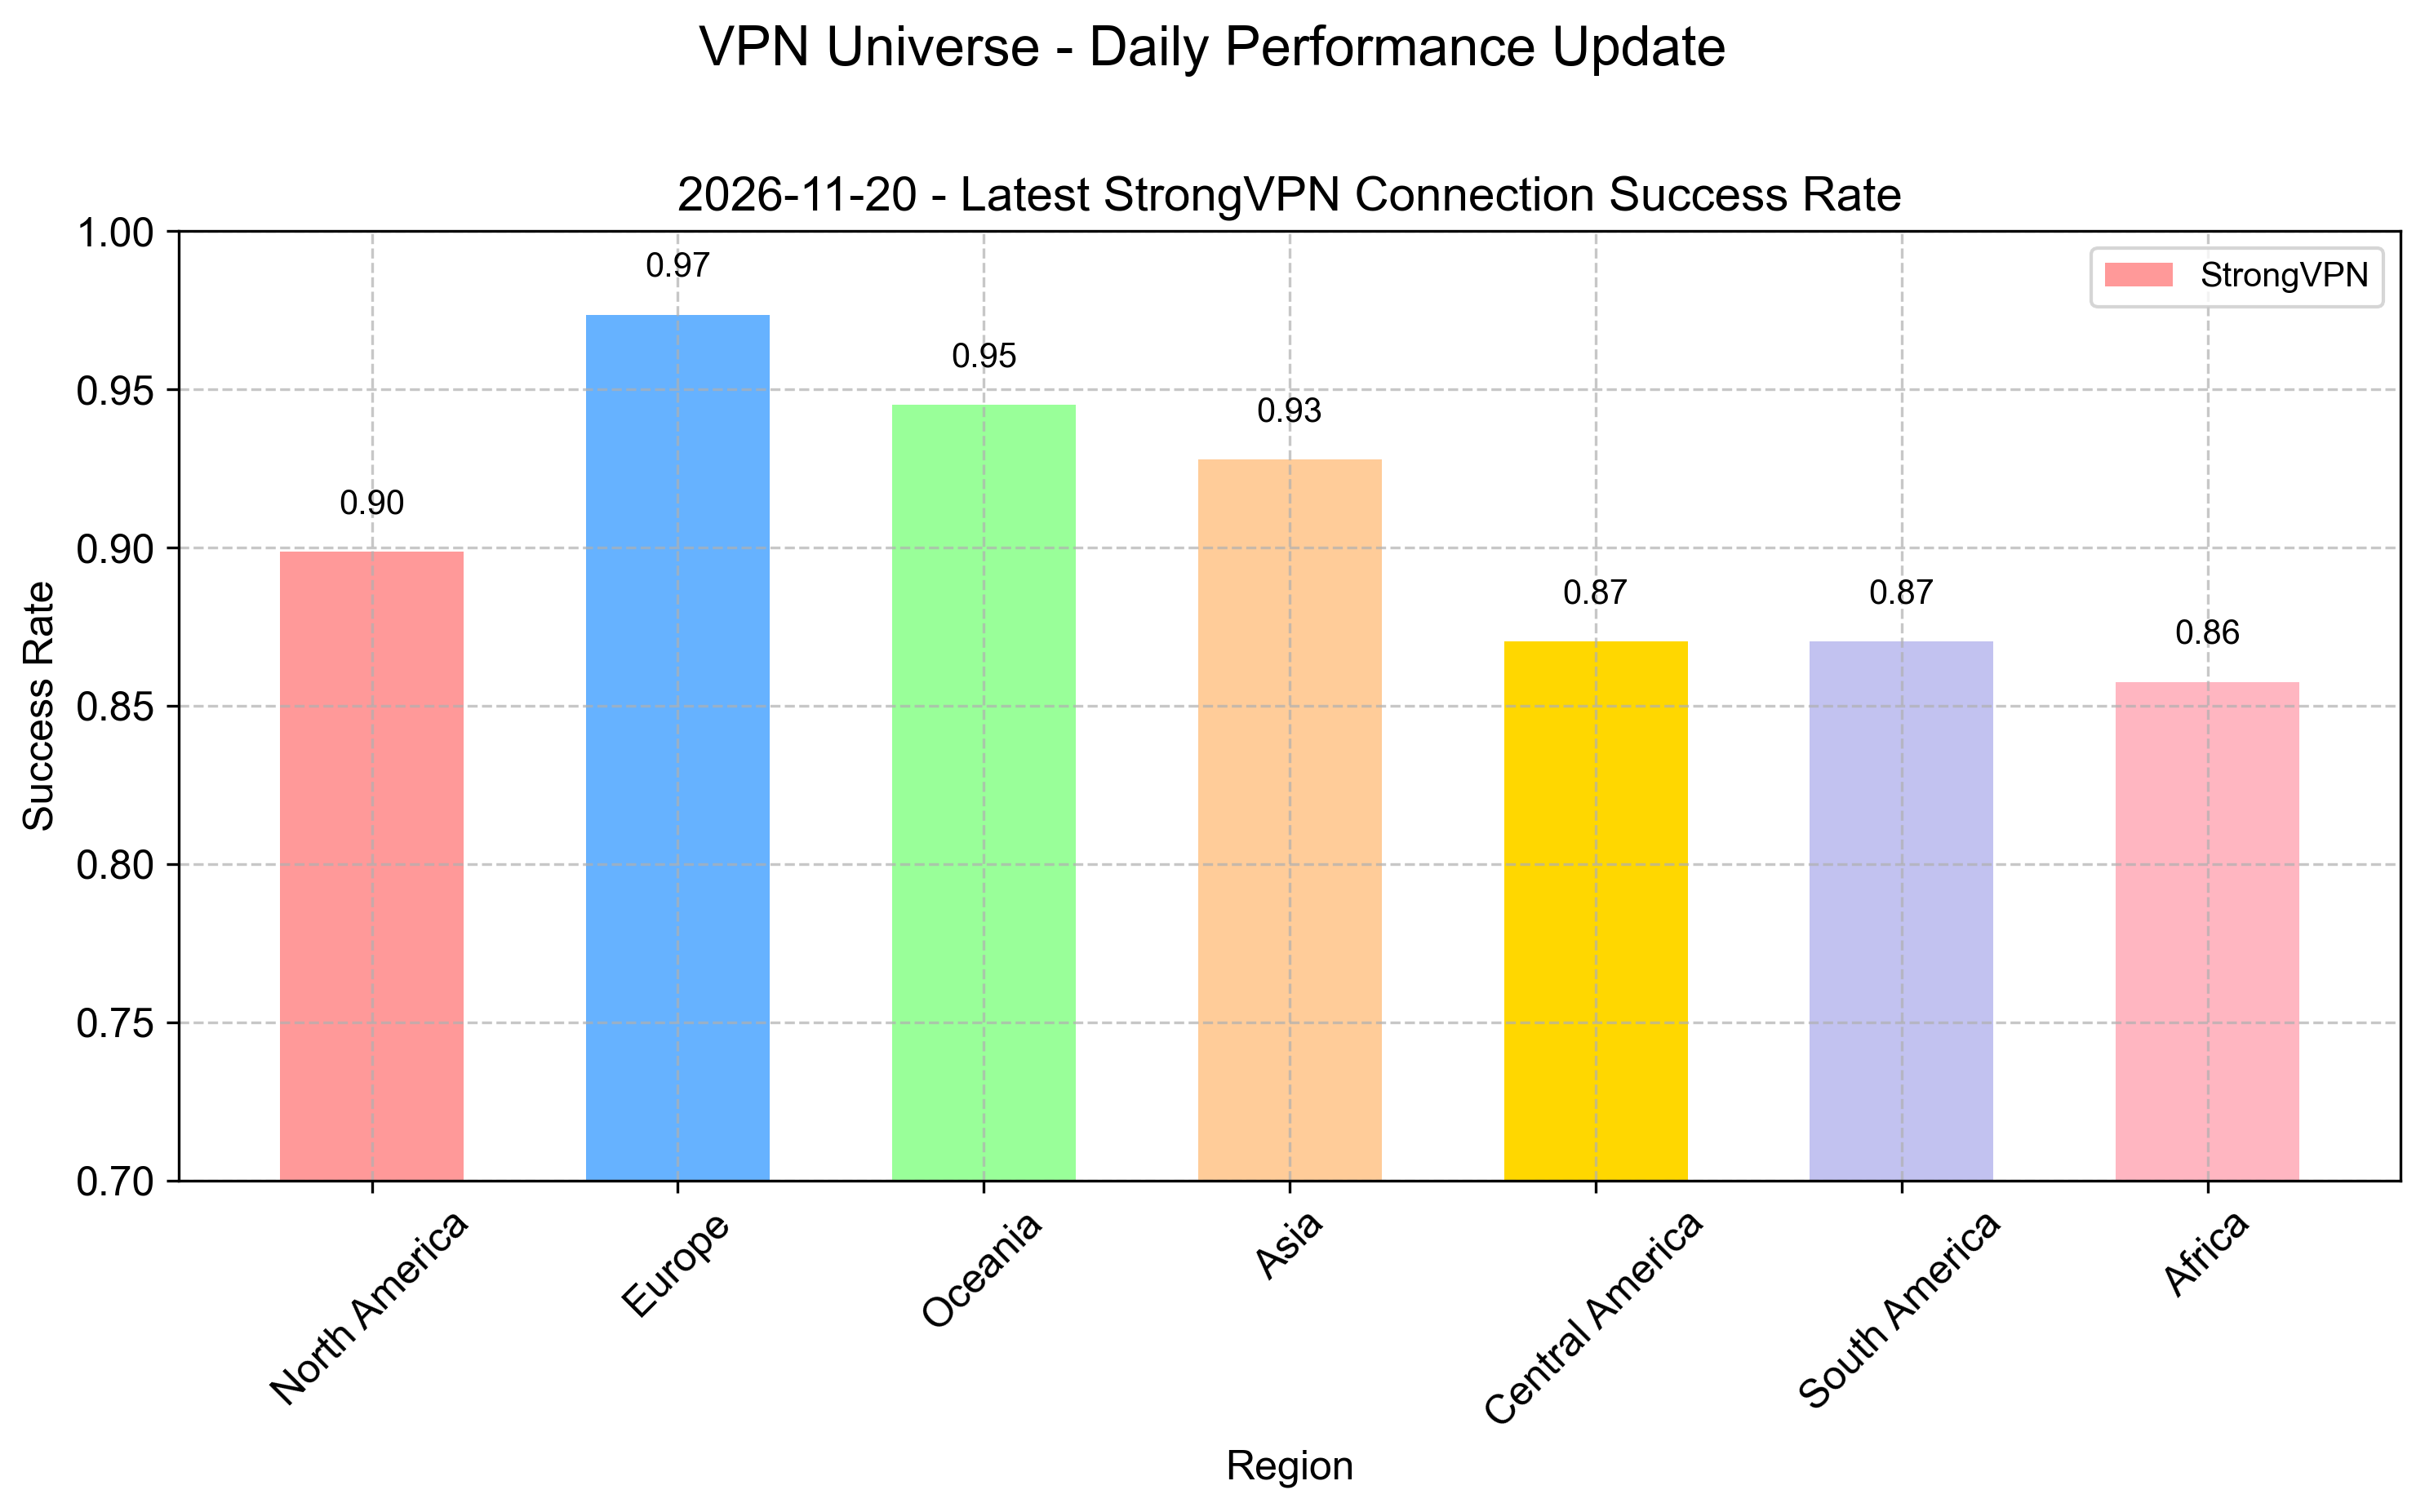 VPN Universe - Daily Performance Update
2026-11-20 - Latest StrongVPN Connection Success Rate
StrongVPN
1.00
0.95
0.90
0.85
0.80
0.75
0.70
Success Rate
0.90
0.97
0.95
0.93
0.87
0.87
0.86
North America
Europe
Oceania
Asia
Central America
South America
Africa
Region